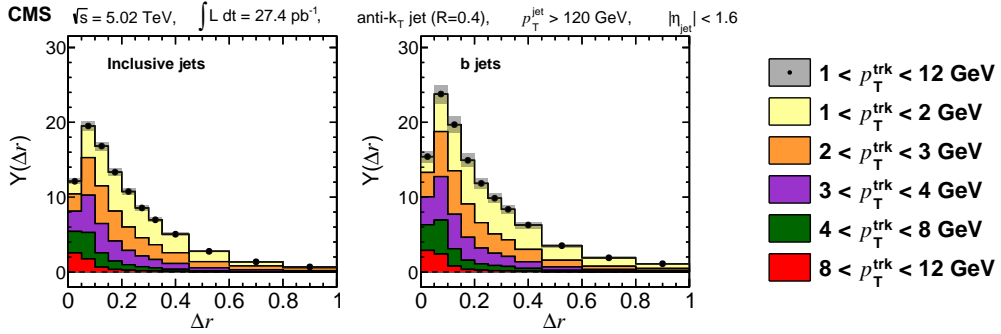 CMS √s = 5.02 TeV, ∫L dt = 27.4 pb⁻¹, anti-k_T jet (R=0.4), p_T^jet > 120 GeV, |η_jet| < 1.6
Inclusive jets
Y(Δr)
30
20
10
0
0 0.2 0.4 0.6 0.8 1
Δr
b jets
Y(Δr)
30
20
10
0
0 0.2 0.4 0.6 0.8 1
Δr
1 < p_T^trk < 12 GeV
1 < p_T^trk < 2 GeV
2 < p_T^trk < 3 GeV
3 < p_T^trk < 4 GeV
4 < p_T^trk < 8 GeV
8 < p_T^trk < 12 GeV